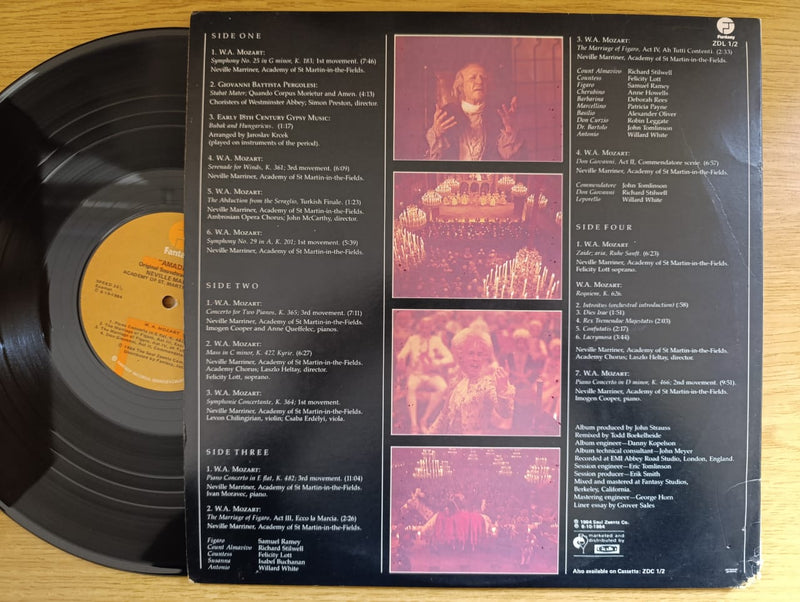 SIDE ONE
1. W.A. MOZART:
Symphony No. 25 in G minor, K. 183; 1st movement. (7:46)
Neville Marriner, Academy of St Martin-in-the-Fields.
2. GIOVANNI BATTISTA PERGOLESI:
Stabat Mater; Quando Corpus Morietur and Amen. (4:13)
Choristers of Westminster Abbey; Simon Preston, director.
3. EARLY 18TH CENTURY GYPSY MUSIC:
Bubak and Hungaricus. (1:17)
Arranged by Jaroslav Krcek
(played on instruments of the period).
4. W.A. MOZART:
Serenade for Winds, K. 361; 3rd movement. (6:09)
Neville Marriner, Academy of St Martin-in-the-Fields.
5. W.A. MOZART:
The Abduction from the Seraglio, Turkish Finale. (1:23)
Neville Marriner, Academy of St Martin-in-the-Fields.
Ambrosian Opera Chorus; John McCarthy, director.
6. W.A. MOZART:
Symphony No. 29 in A, K. 201; 1st movement. (5:39)
Neville Marriner, Academy of St Martin-in-the-Fields.
SIDE TWO
1. W.A. MOZART:
Concerto for Two Pianos, K. 365; 3rd movement. (7:11)
Neville Marriner, Academy of St Martin-in-the-Fields.
Imogen Cooper and Anne Queffelec, pianos.
2. W.A. MOZART:
Mass in C minor, K. 427, Kyrie. (6:27)
Neville Marriner, Academy of St Martin-in-the-Fields.
Academy Chorus; Laszlo Heltay, director.
Felicity Lott, soprano.
3. W.A. MOZART:
Symphonie Concertante, K. 364; 1st movement.
Neville Marriner, Academy of St Martin-in-the-Fields.
Levon Chilingirian, violin; Csaba Erdélyi, viola.
SIDE THREE
1. W.A. MOZART:
Piano Concerto in E flat, K. 482; 3rd movement. (11:04)
Neville Marriner, Academy of St Martin-in-the-Fields.
Ivan Moravec, piano.
2. W.A. MOZART:
The Marriage of Figaro, Act III, Ecco la Marcia. (2:26)
Neville Marriner, Academy of St Martin-in-the-Fields.
Figaro Samuel Ramey
Count Almaviva Richard Stilwell
Countess Felicity Lott
Susanna Isabel Buchanan
Antonio Willard White
Fantasy
ZDL 1/2
3. W.A. MOZART:
The Marriage of Figaro, Act IV, Ah Tutti Contenti. (2:33)
Neville Marriner, Academy of St Martin-in-the-Fields.
Count Almaviva Richard Stilwell
Countess Felicity Lott
Figaro Samuel Ramey
Cherubino Anne Howells
Barbarina Deborah Rees
Marcellina Patricia Payne
Basilio Alexander Oliver
Don Curzio Robin Leggate
Dr. Bartolo John Tomlinson
Antonio Willard White
4. W.A. MOZART:
Don Giovanni, Act II, Commendatore scene. (6:57)
Neville Marriner, Academy of St Martin-in-the-Fields.
Commendatore John Tomlinson
Don Giovanni Richard Stilwell
Leporello Willard White
SIDE FOUR
1. W.A. MOZART
Zaide; aria, Ruhe Sanft. (6:23)
Neville Marriner, Academy of St Martin-in-the-Fields.
Felicity Lott soprano.
W.A. MOZART:
Requiem, K. 626.
2. Introitus (orchestral introduction) (:58)
3. Dies Irae (1:51)
4. Rex Tremendae Majestatis (2:03)
5. Confutatis (2:17)
6. Lacrymosa (3:44)
Neville Marriner, Academy of St Martin-in-the-Fields.
Academy Chorus; Laszlo Heltay, director.
7. W.A. MOZART:
Piano Concerto in D minor, K. 466; 2nd movement. (9:51).
Neville Marriner, Academy of St Martin-in-the-Fields.
Imogen Cooper, piano.
Album produced by John Strauss
Remixed by Todd Boekelheide
Album engineer—Danny Kopelson
Album technical consultant—John Meyer
Recorded at EMI Abbey Road Studio, London, England.
Session engineer—Eric Tomlinson
Session engineer—Erik Smith
Mixed and mastered at Fantasy Studios,
Berkeley, California.
Mastering engineer—George Horn
Liner essay by Grover Sales
© 1984 Saul Zaentz Co.
marketed and
distributed by
Also available on Cassette: ZDC 1/2
Original Sound
ACADEMY OF ST. MART
W. A. MOZART